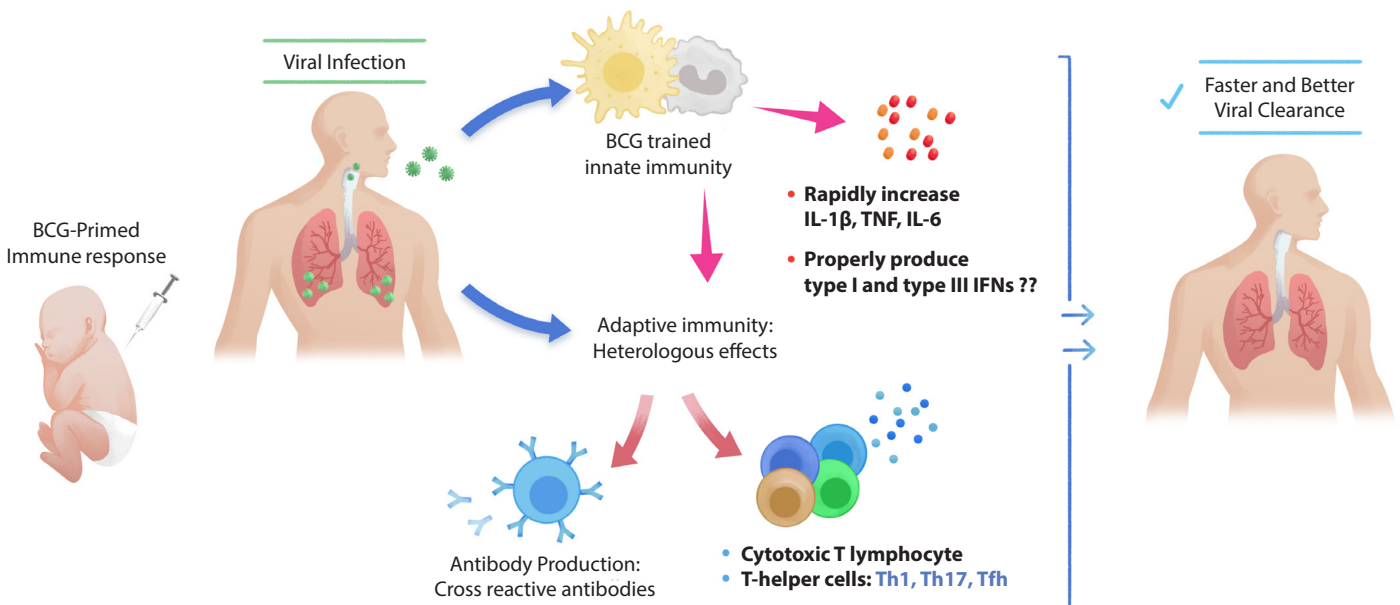 BCG-Primed
Immune response
Viral Infection
BCG trained
innate immunity
• Rapidly increase
IL-1β, TNF, IL-6
• Properly produce
type I and type III IFNs ??
Adaptive immunity:
Heterologous effects
Antibody Production:
Cross reactive antibodies
• Cytotoxic T lymphocyte
• T-helper cells: Th1, Th17, Tfh
Faster and Better
Viral Clearance